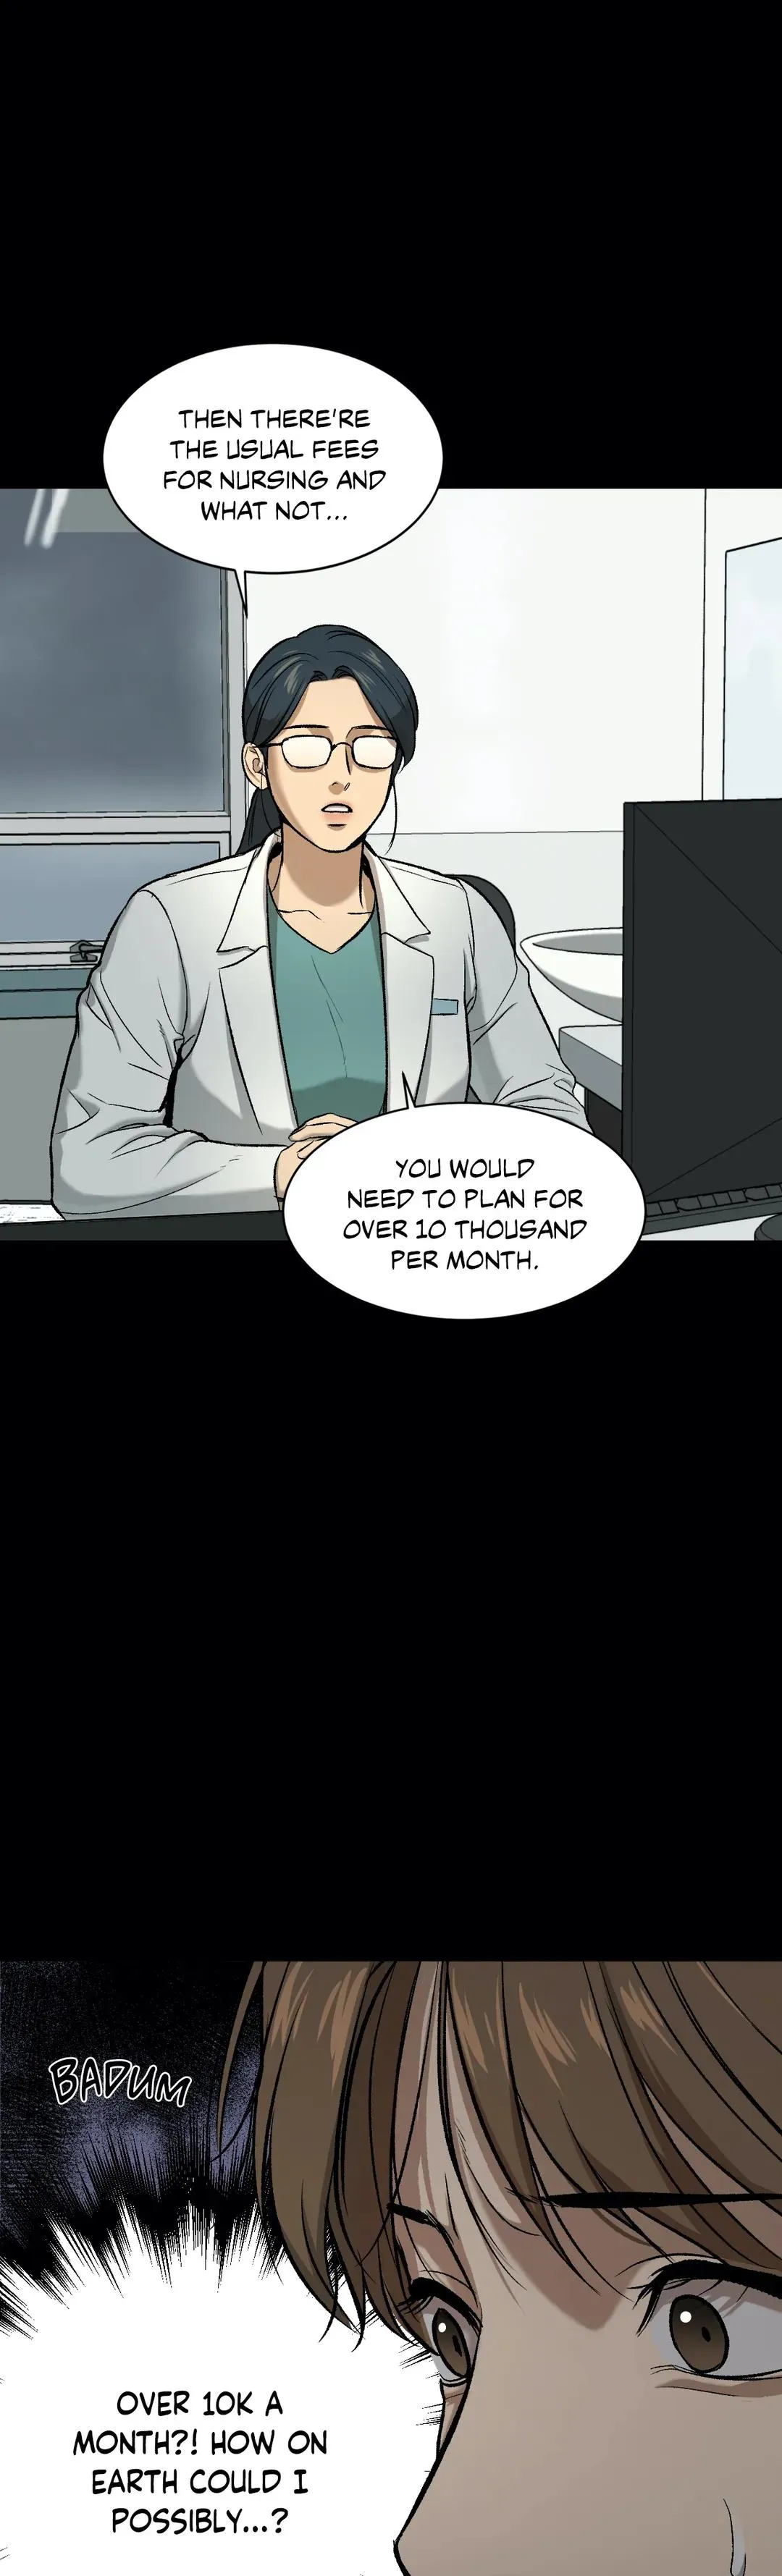 THEN THERE'RE
THE USUAL FEES
FOR NURSING AND
WHAT NOT...
YOU WOULD
NEED TO PLAN FOR
OVER 10 THOUSAND
PER MONTH.
BADUM
OVER 10K A
MONTH?! HOW ON
EARTH COULD I
POSSIBLY...?